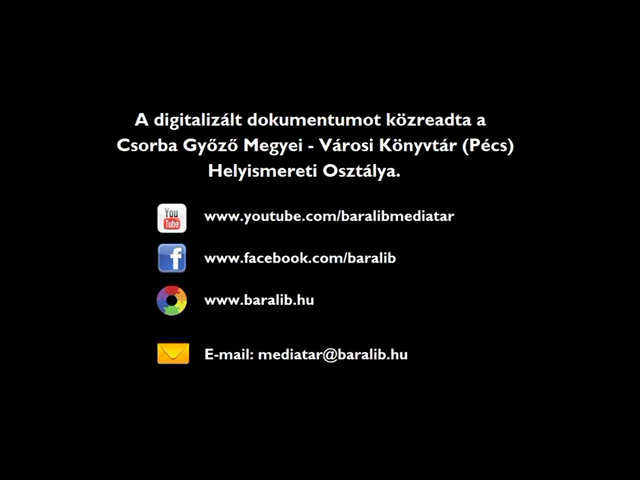 A digitalizált dokumentumot közreadta a
Csorba Győző Megyei - Városi Könyvtár (Pécs)
Helyismereti Osztálya.
You Tube www.youtube.com/baralibmediatar
f www.facebook.com/baralib
www.baralib.hu
E-mail: mediatar@baralib.hu